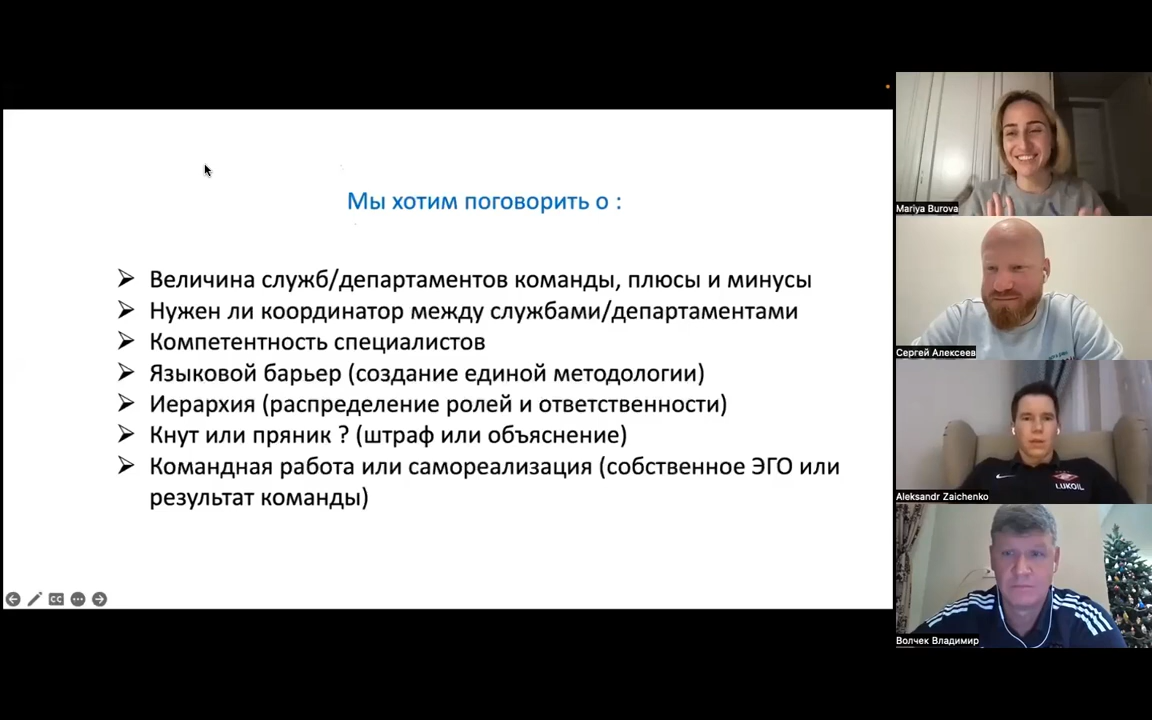 Мы хотим поговорить о :
Величина служб/департаментов команды, плюсы и минусы
Нужен ли координатор между службами/департаментами
Компетентность специалистов
Языковой барьер (создание единой методологии)
Иерархия (распределение ролей и ответственности)
Кнут или пряник ? (штраф или объяснение)
Командная работа или самореализация (собственное ЭГО или
результат команды)
CC
Mariya Burova
Сергей Алексеев
LUKOIL
Aleksandr Zaichenko
Волчек Владимир